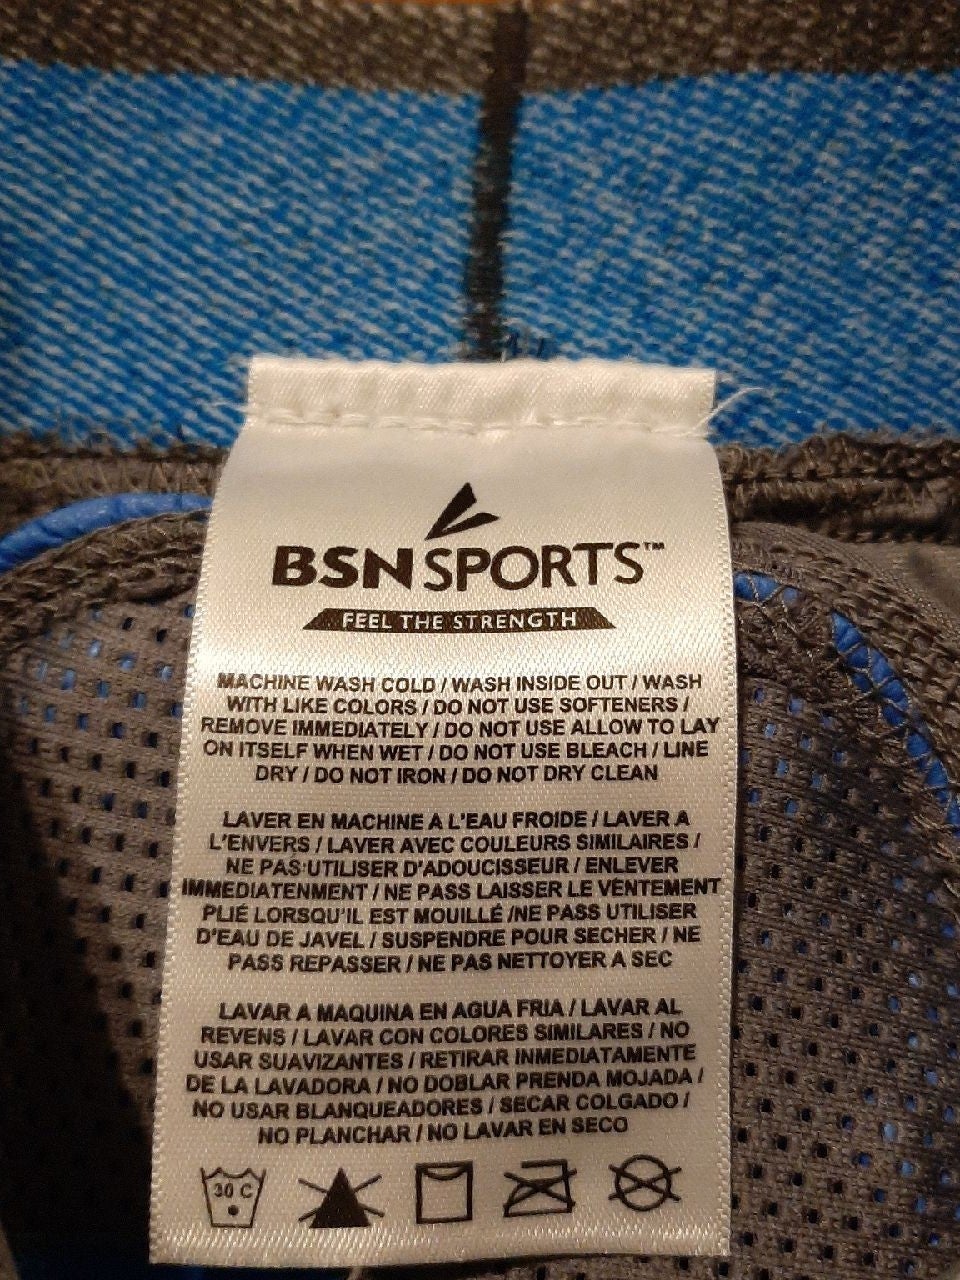 BSN SPORTS™
FEEL THE STRENGTH
MACHINE WASH COLD / WASH INSIDE OUT / WASH
WITH LIKE COLORS / DO NOT USE SOFTENERS /
REMOVE IMMEDIATELY / DO NOT USE ALLOW TO LAY
ON ITSELF WHEN WET / DO NOT USE BLEACH / LINE
DRY / DO NOT IRON / DO NOT DRY CLEAN
LAVER EN MACHINE A L'EAU FROIDE / LAVER A
L'ENVERS / LAVER AVEC COULEURS SIMILAIRES /
NE PAS UTILISER D'ADOUCISSEUR / ENLEVER
IMMEDIATENMENT / NE PASS LAISSER LE VÉNTEMENT
PLIÉ LORSQU'IL EST MOUILLÉ /NE PASS UTILISER
D'EAU DE JAVEL / SUSPENDRE POUR SECHER / NE
PASS REPASSER / NE PAS NETTOYER A SEC
LAVAR A MAQUINA EN AGUA FRIA / LAVAR AL
REVENS / LAVAR CON COLORES SIMILARES / NO
USAR SUAVIZANTES / RETIRAR INMEDIATAMENTE
DE LA LAVADORA / NO DOBLAR PRENDA MOJADA /
NO USAR BLANQUEADORES / SECAR COLGADO /
NO PLANCHAR / NO LAVAR EN SECO
30 C